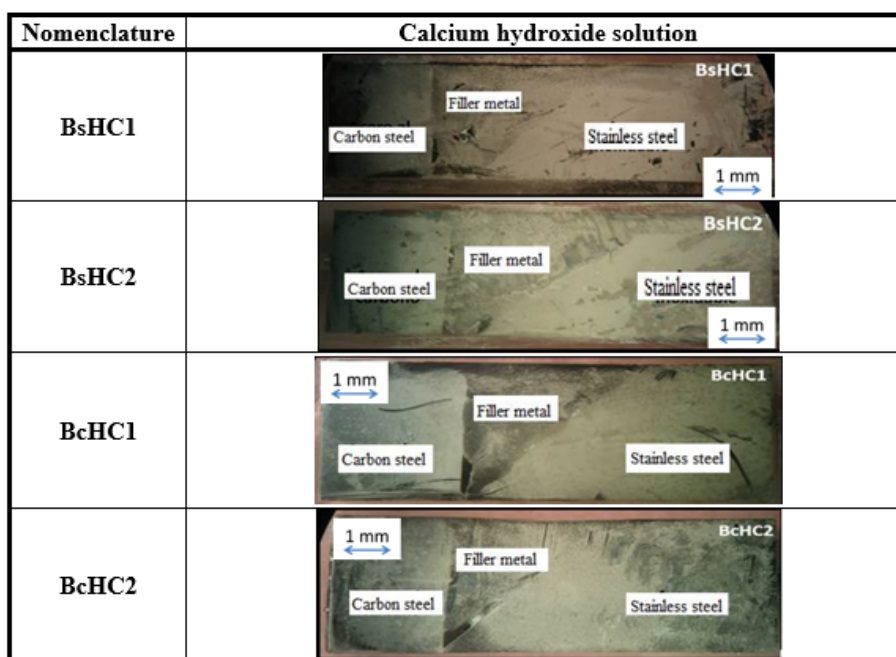 Nomenclature
Calcium hydroxide solution
BsHC1
BsHC1
Filler metal
Carbon steel
Stainless steel
1 mm
BsHC2
BsHC2
Filler metal
Carbon steel
Stainless steel
1 mm
BcHC1
BcHC1
1 mm
Filler metal
Carbon steel
Stainless steel
BcHC2
BcHC2
1 mm
Filler metal
Carbon steel
Stainless steel